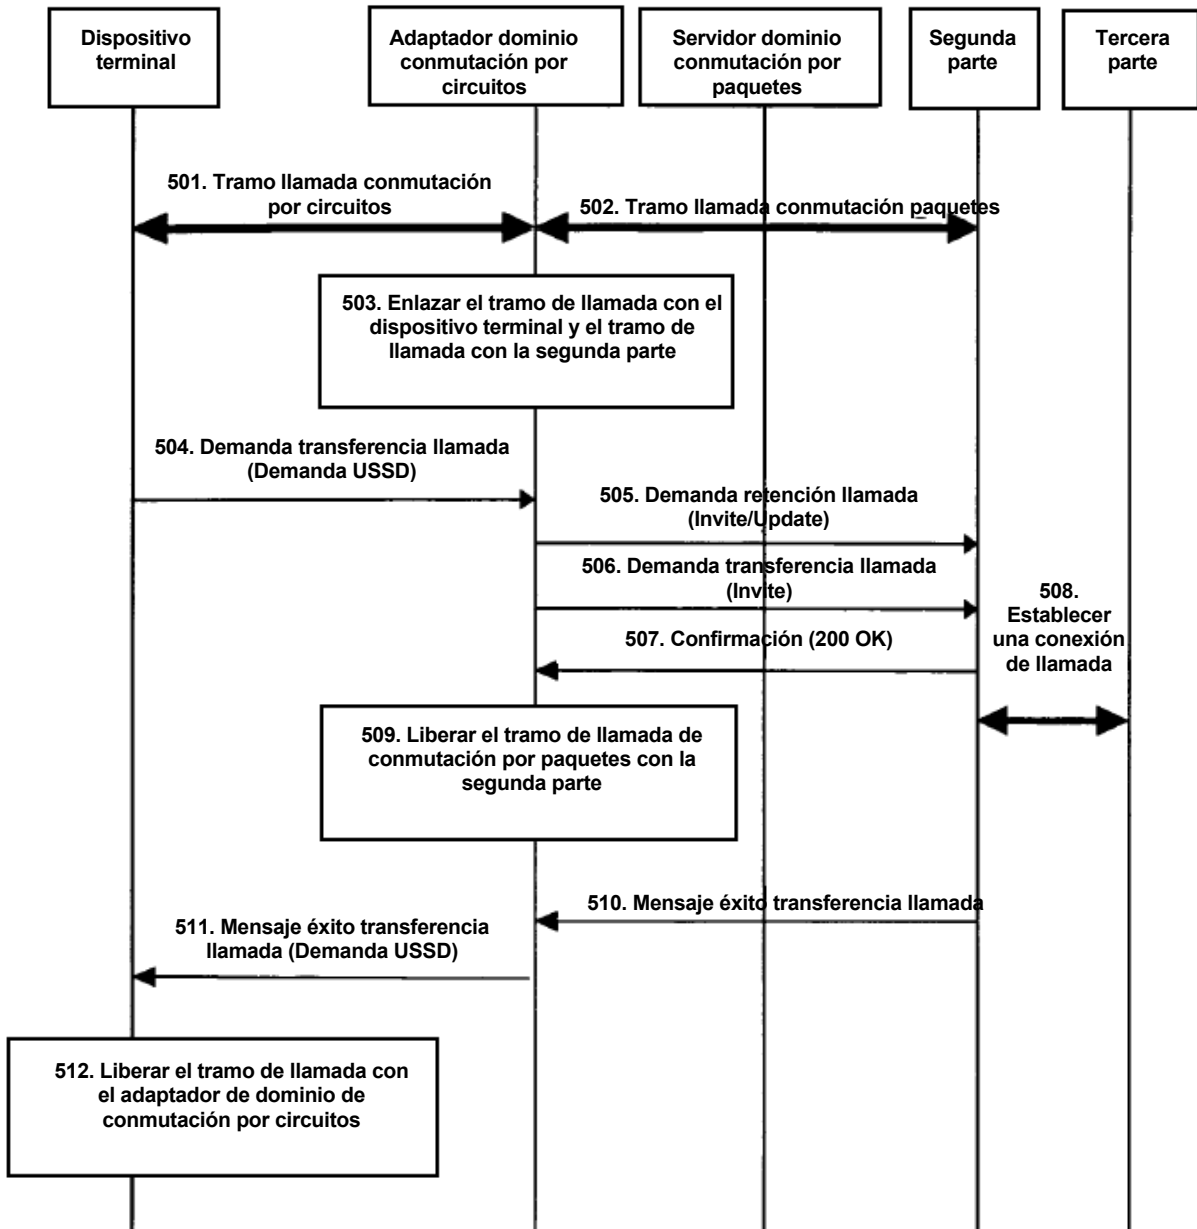 Dispositivo
terminal
Adaptador dominio
conmutación por
circuitos
Servidor dominio
conmutación por
paquetes
Segunda
parte
Tercera
parte
501. Tramo llamada conmutación
por circuitos
502. Tramo llamada conmutación paquetes
503. Enlazar el tramo de llamada con el
dispositivo terminal y el tramo de
llamada con la segunda parte
504. Demanda transferencia llamada
(Demanda USSD)
505. Demanda retención llamada
(Invite/Update)
506. Demanda transferencia llamada
(Invite)
507. Confirmación (200 OK)
508.
Establecer
una conexión
de llamada
509. Liberar el tramo de llamada de
conmutación por paquetes con la
segunda parte
510. Mensaje éxito transferencia llamada
511. Mensaje éxito transferencia
llamada (Demanda USSD)
512. Liberar el tramo de llamada con
el adaptador de dominio de
conmutación por circuitos